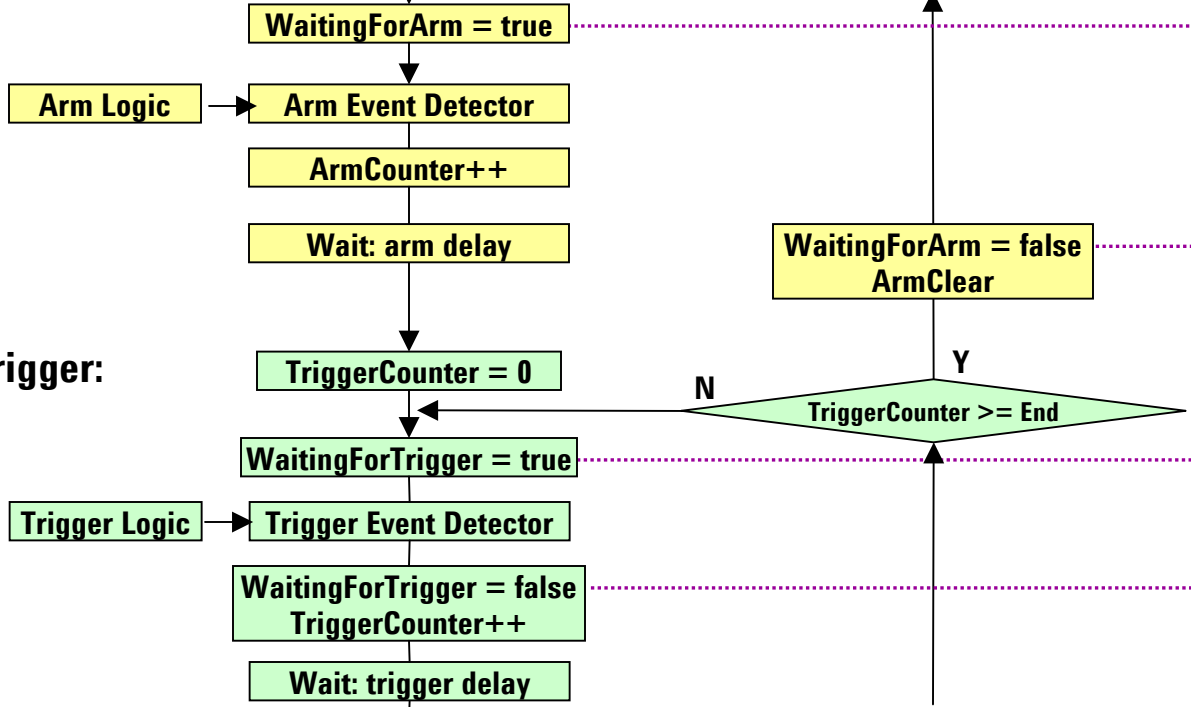 WaitingForArm = true
Arm Logic
Arm Event Detector
ArmCounter++
Wait: arm delay
WaitingForArm = false
ArmClear
rigger:
TriggerCounter = 0
Y
N
TriggerCounter >= End
WaitingForTrigger = true
Trigger Logic
Trigger Event Detector
WaitingForTrigger = false
TriggerCounter++
Wait: trigger delay